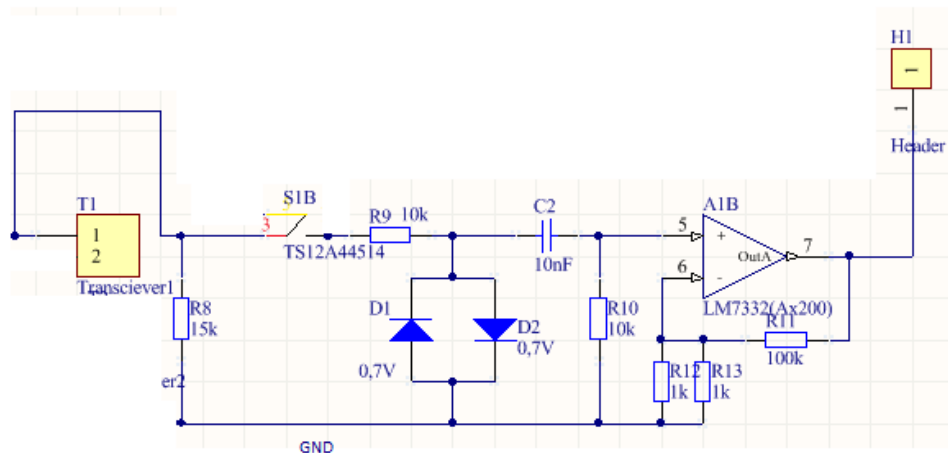 H1
1
1
Header
T1
1
2
Transciever1
S1B
3
TS12A44514
R9
10k
C2
10nF
A1B
5
+
6
-
OutA
7
LM7332(Ax200)
R8
15k
er2
D1
0,7V
D2
0,7V
R10
10k
R11
100k
R12
1k
R13
1k
GND